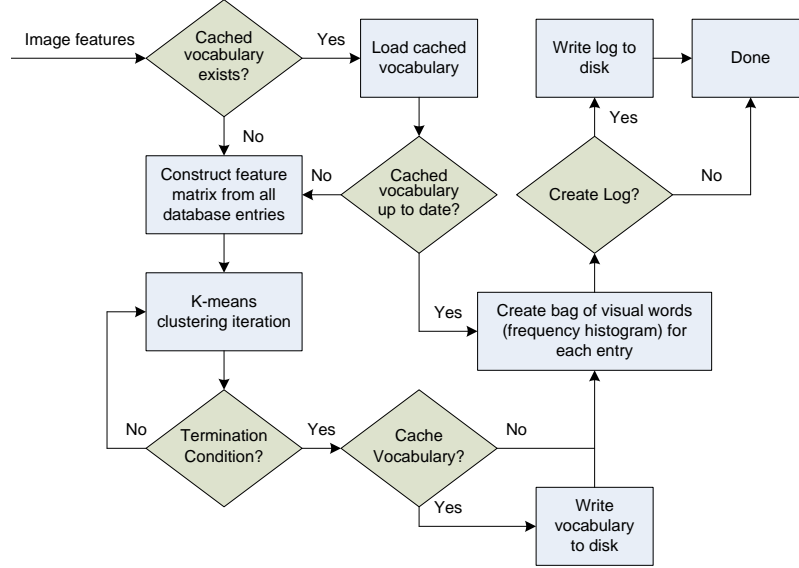 Image features
Cached
vocabulary
exists?
Yes
Load cached
vocabulary
Write log to
disk
Done
No
Yes
Construct feature
matrix from all
database entries
No
Cached
vocabulary
up to date?
Create Log?
No
K-means
clustering iteration
Yes
Create bag of visual words
(frequency histogram) for
each entry
No
Termination
Condition?
Yes
Cache
Vocabulary?
No
Yes
Write
vocabulary
to disk